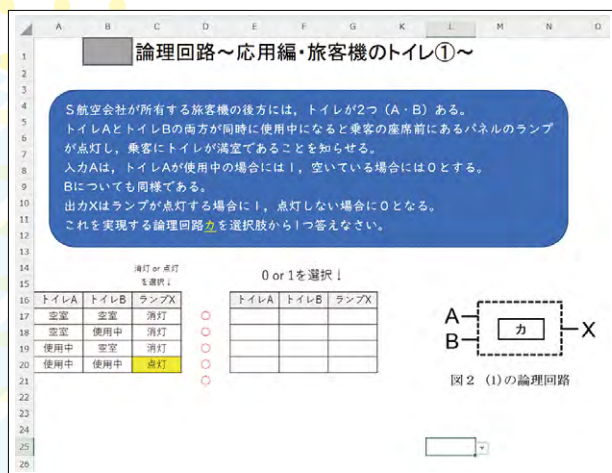 A B C D E F G K L M N O
1 論理回路～応用編・旅客機のトイレ①～
2
3
4 S航空会社が所有する旅客機の後方には，トイレが2つ（A・B）ある。
5 トイレAとトイレBの両方が同時に使用中になると乗客の座席前にあるパネルのランプ
6 が点灯し，乗客にトイレが満室であることを知らせる。
7
8 入力Aは，トイレAが使用中の場合には1，空いている場合には0とする。
9 Bについても同様である。
10 出力Xはランプが点灯する場合に1，点灯しない場合に0となる。
11 これを実現する論理回路カを選択肢から1つ答えなさい。
12
13
14 消灯 or 点灯
15 を選択↓
0 or 1を選択↓
16 トイレA トイレB ランプX トイレA トイレB ランプX
17 空室 空室 消灯 ○
18 空室 使用中 消灯 ○
19 使用中 空室 消灯 ○
20 使用中 使用中 点灯 ○
21 ○
A
B
カ
X
図2 (1)の論理回路
22
23
24
25
26